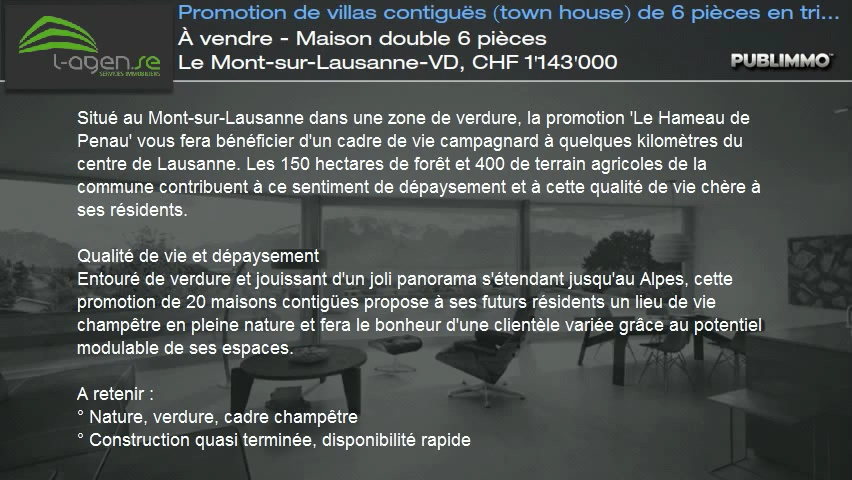 Promotion de villas contiguës (town house) de 6 pièces en tri...
À vendre - Maison double 6 pièces
Le Mont-sur-Lausanne-VD, CHF 1'143'000
l-agen.se
SERVICES IMMOBILIERS
PUBLIMMO™
Situé au Mont-sur-Lausanne dans une zone de verdure, la promotion 'Le Hameau de
Penau' vous fera bénéficier d'un cadre de vie campagnard à quelques kilomètres du
centre de Lausanne. Les 150 hectares de forêt et 400 de terrain agricoles de la
commune contribuent à ce sentiment de dépaysement et à cette qualité de vie chère à
ses résidents.
Qualité de vie et dépaysement
Entouré de verdure et jouissant d'un joli panorama s'étendant jusqu'au Alpes, cette
promotion de 20 maisons contigües propose à ses futurs résidents un lieu de vie
champêtre en pleine nature et fera le bonheur d'une clientèle variée grâce au potentiel
modulable de ses espaces.
A retenir :
° Nature, verdure, cadre champêtre
° Construction quasi terminée, disponibilité rapide